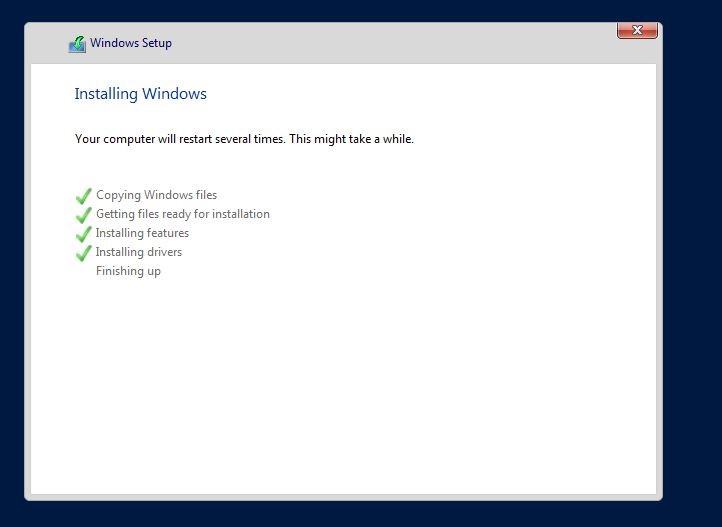 Windows Setup
Installing Windows
Your computer will restart several times. This might take a while.
Copying Windows files
Getting files ready for installation
Installing features
Installing drivers
Finishing up